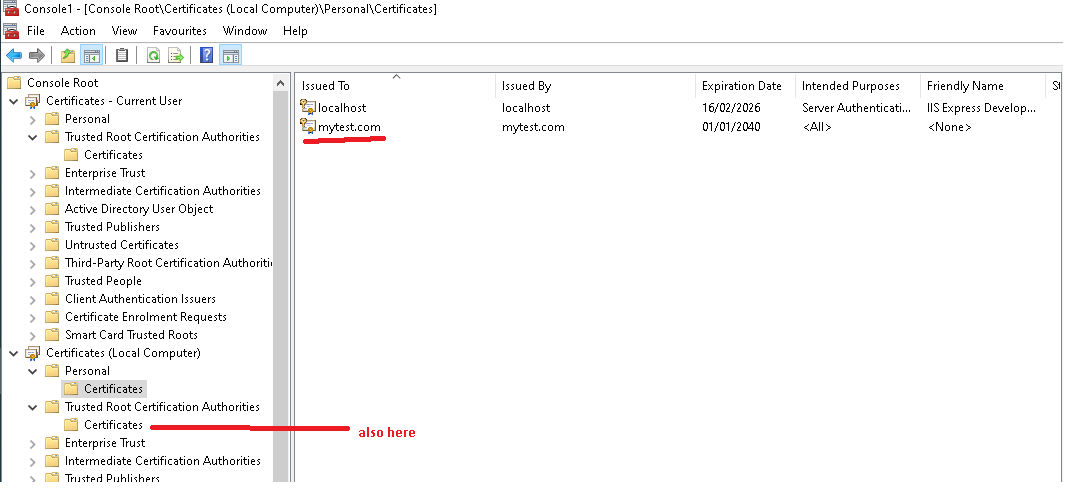 Console1 - [Console Root\Certificates (Local Computer)\Personal\Certificates]
File Action View Favourites Window Help
Console Root
Certificates - Current User
Personal
Trusted Root Certification Authorities
Certificates
Enterprise Trust
Intermediate Certification Authorities
Active Directory User Object
Trusted Publishers
Untrusted Certificates
Third-Party Root Certification Authoriti
Trusted People
Client Authentication Issuers
Certificate Enrolment Requests
Smart Card Trusted Roots
Certificates (Local Computer)
Personal
Certificates
Trusted Root Certification Authorities
Certificates
Enterprise Trust
Intermediate Certification Authorities
Trusted Publishers
Issued To Issued By Expiration Date Intended Purposes Friendly Name St
localhost localhost 16/02/2026 Server Authenticati... IIS Express Develop...
mytest.com mytest.com 01/01/2040 <All> <None>
also here